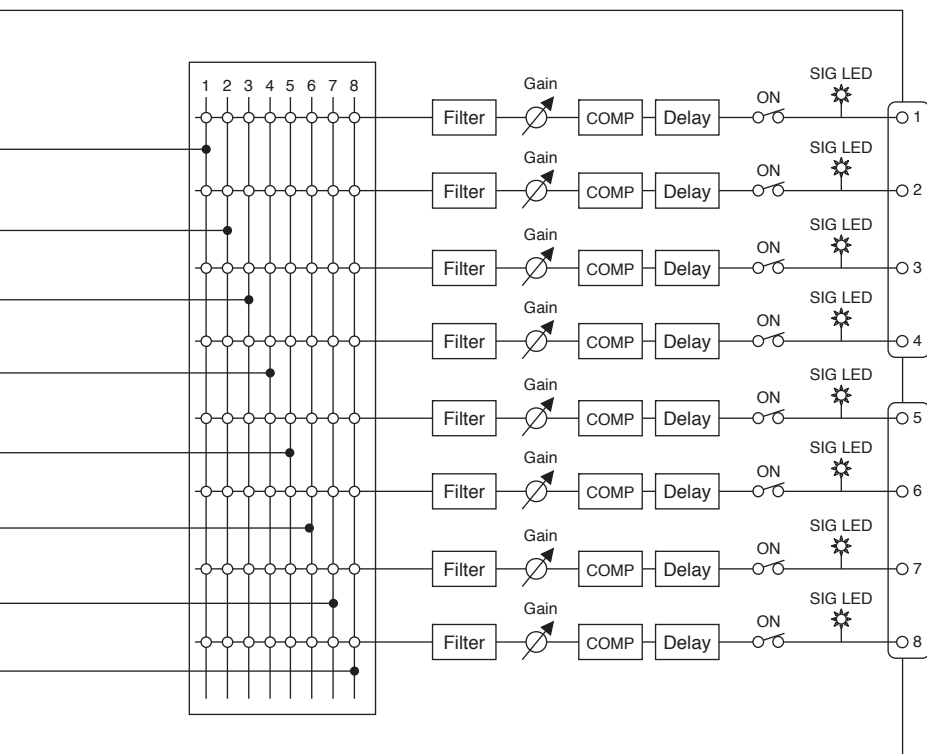 1 2 3 4 5 6 7 8
Filter Gain COMP Delay ON SIG LED 1
Filter Gain COMP Delay ON SIG LED 2
Filter Gain COMP Delay ON SIG LED 3
Filter Gain COMP Delay ON SIG LED 4
Filter Gain COMP Delay ON SIG LED 5
Filter Gain COMP Delay ON SIG LED 6
Filter Gain COMP Delay ON SIG LED 7
Filter Gain COMP Delay ON SIG LED 8